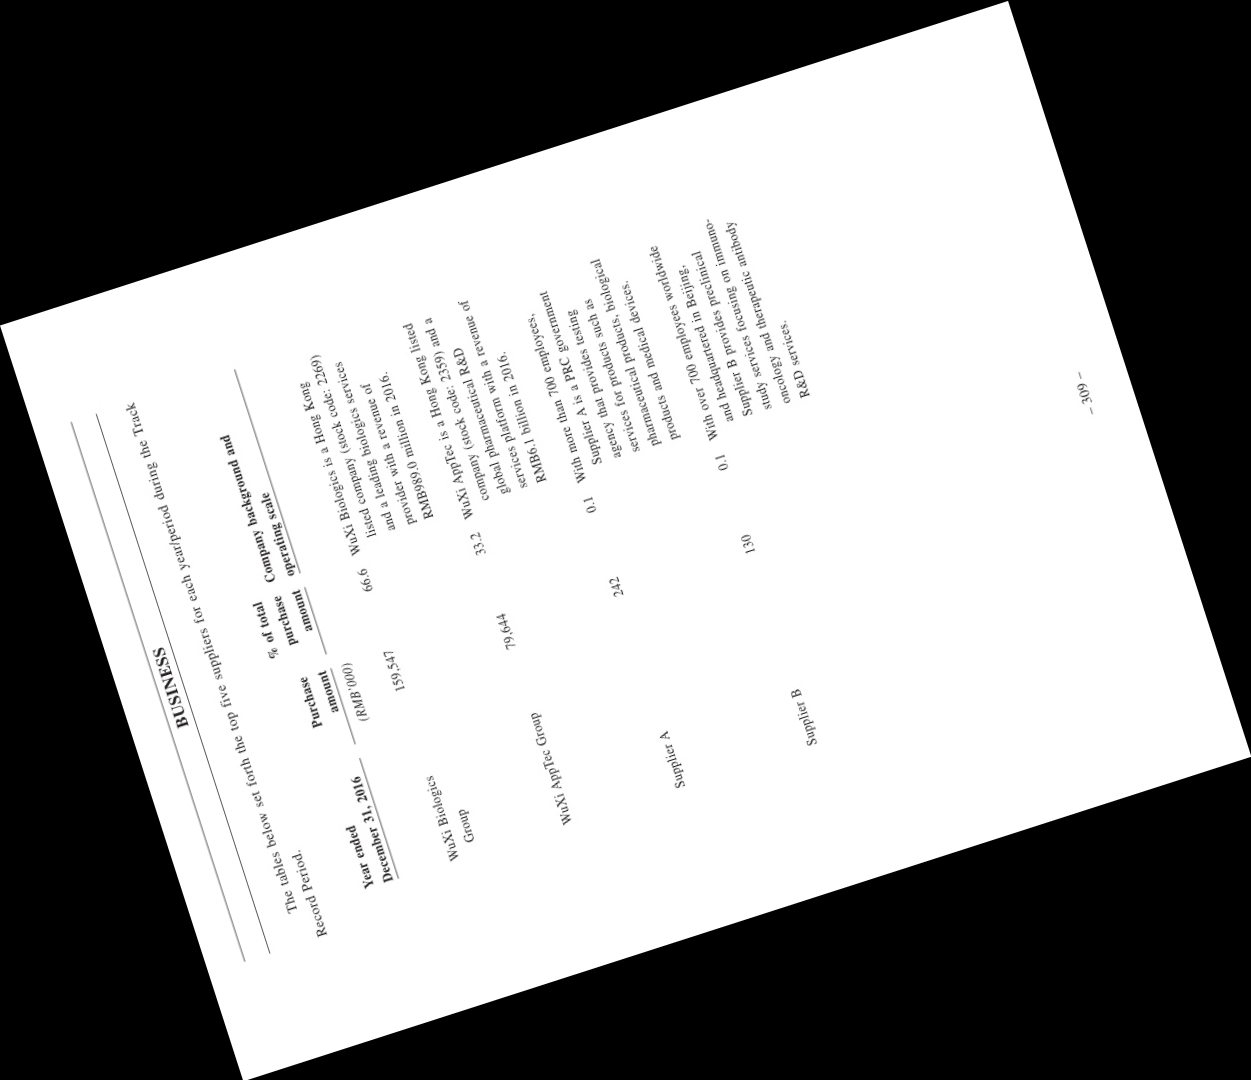 BUSINESS
The tables below set forth the top five suppliers for each year/period during the Track
Record Period.
Year ended
December 31, 2016
Purchase
amount
% of total
purchase
amount
Company background and
operating scale
(RMB'000)
WuXi Biologics
Group
159,547
66.6
WuXi Biologics is a Hong Kong
listed company (stock code: 2269)
and a leading biologics services
provider with a revenue of
RMB989.0 million in 2016.
WuXi AppTec Group
79,644
33.2
WuXi AppTec is a Hong Kong listed
company (stock code: 2359) and a
global pharmaceutical R&D
services platform with a revenue of
RMB6.1 billion in 2016.
Supplier A
242
0.1
With more than 700 employees,
Supplier A is a PRC government
agency that provides testing
services for products such as
pharmaceutical products, biological
products and medical devices.
Supplier B
130
0.1
With over 700 employees worldwide
and headquartered in Beijing,
Supplier B provides preclinical
study services focusing on immuno-
oncology and therapeutic antibody
R&D services.
– 309 –